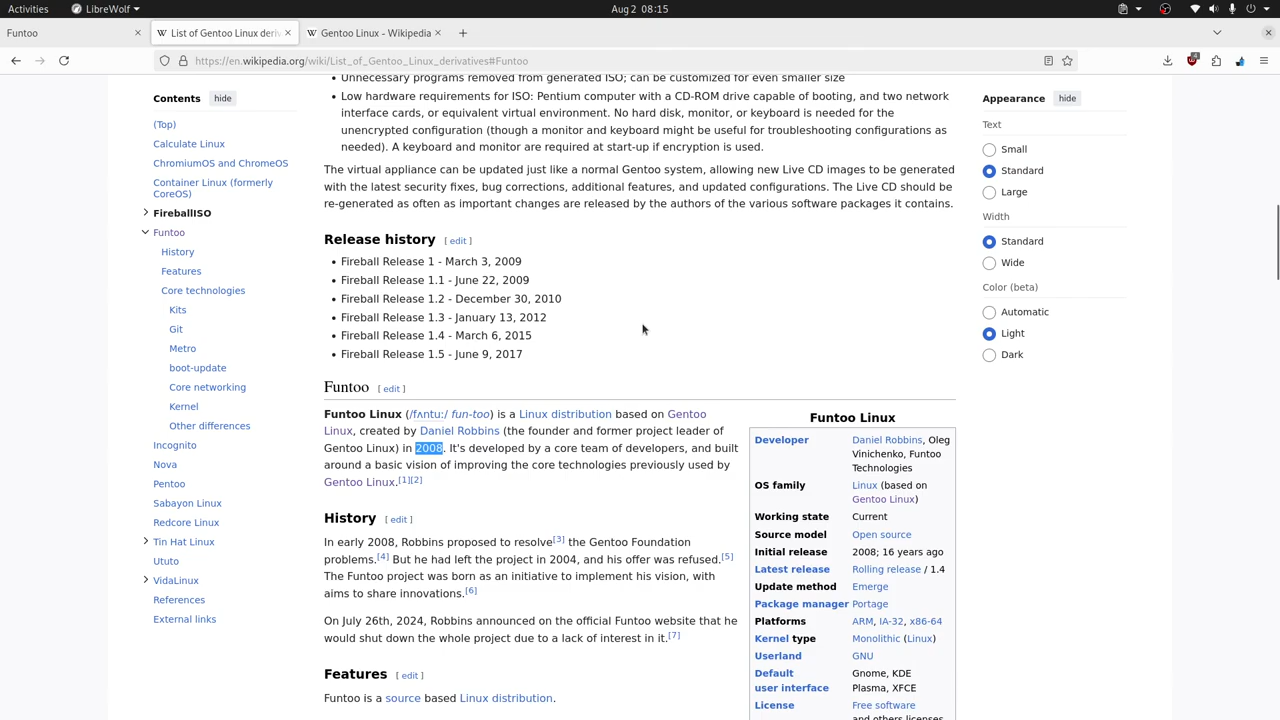 Activities LibreWolf Aug 2 08:15
Funtoo × List of Gentoo Linux deriv × Gentoo Linux - Wikipedia × +
https://en.wikipedia.org/wiki/List_of_Gentoo_Linux_derivatives#Funtoo
Contents hide
(Top)
Calculate Linux
ChromiumOS and ChromeOS
Container Linux (formerly
CoreOS)
FireballISO
Funtoo
History
Features
Core technologies
Kits
Git
Metro
boot-update
Core networking
Kernel
Other differences
Incognito
Nova
Pentoo
Sabayon Linux
Redcore Linux
Tin Hat Linux
Ututo
VidaLinux
References
External links
• Unnecessary programs removed from generated ISO; can be customized for even smaller size
• Low hardware requirements for ISO: Pentium computer with a CD-ROM drive capable of booting, and two network
interface cards, or equivalent virtual environment. No hard disk, monitor, or keyboard is needed for the
unencrypted configuration (though a monitor and keyboard might be useful for troubleshooting configurations as
needed). A keyboard and monitor are required at start-up if encryption is used.
The virtual appliance can be updated just like a normal Gentoo system, allowing new Live CD images to be generated
with the latest security fixes, bug corrections, additional features, and updated configurations. The Live CD should be
re-generated as often as important changes are released by the authors of the various software packages it contains.
Release history [ edit ]
• Fireball Release 1 - March 3, 2009
• Fireball Release 1.1 - June 22, 2009
• Fireball Release 1.2 - December 30, 2010
• Fireball Release 1.3 - January 13, 2012
• Fireball Release 1.4 - March 6, 2015
• Fireball Release 1.5 - June 9, 2017
Funtoo [ edit ]
Funtoo Linux (/fʌntuː/ fun-too) is a Linux distribution based on Gentoo
Linux, created by Daniel Robbins (the founder and former project leader of
Gentoo Linux) in 2008. It's developed by a core team of developers, and built
around a basic vision of improving the core technologies previously used by
Gentoo Linux.[1][2]
History [ edit ]
In early 2008, Robbins proposed to resolve[3] the Gentoo Foundation
problems.[4] But he had left the project in 2004, and his offer was refused.[5]
The Funtoo project was born as an initiative to implement his vision, with
aims to share innovations.[6]
On July 26th, 2024, Robbins announced on the official Funtoo website that he
would shut down the whole project due to a lack of interest in it.[7]
Features [ edit ]
Funtoo is a source based Linux distribution.
Funtoo Linux
Developer Daniel Robbins, Oleg
Vinichenko, Funtoo
Technologies
OS family Linux (based on
Gentoo Linux)
Working state Current
Source model Open source
Initial release 2008; 16 years ago
Latest release Rolling release / 1.4
Update method Emerge
Package manager Portage
Platforms ARM, IA-32, x86-64
Kernel type Monolithic (Linux)
Userland GNU
Default Gnome, KDE
user interface Plasma, XFCE
License Free software
and others licenses
Appearance hide
Text
Small
Standard
Large
Width
Standard
Wide
Color (beta)
Automatic
Light
Dark